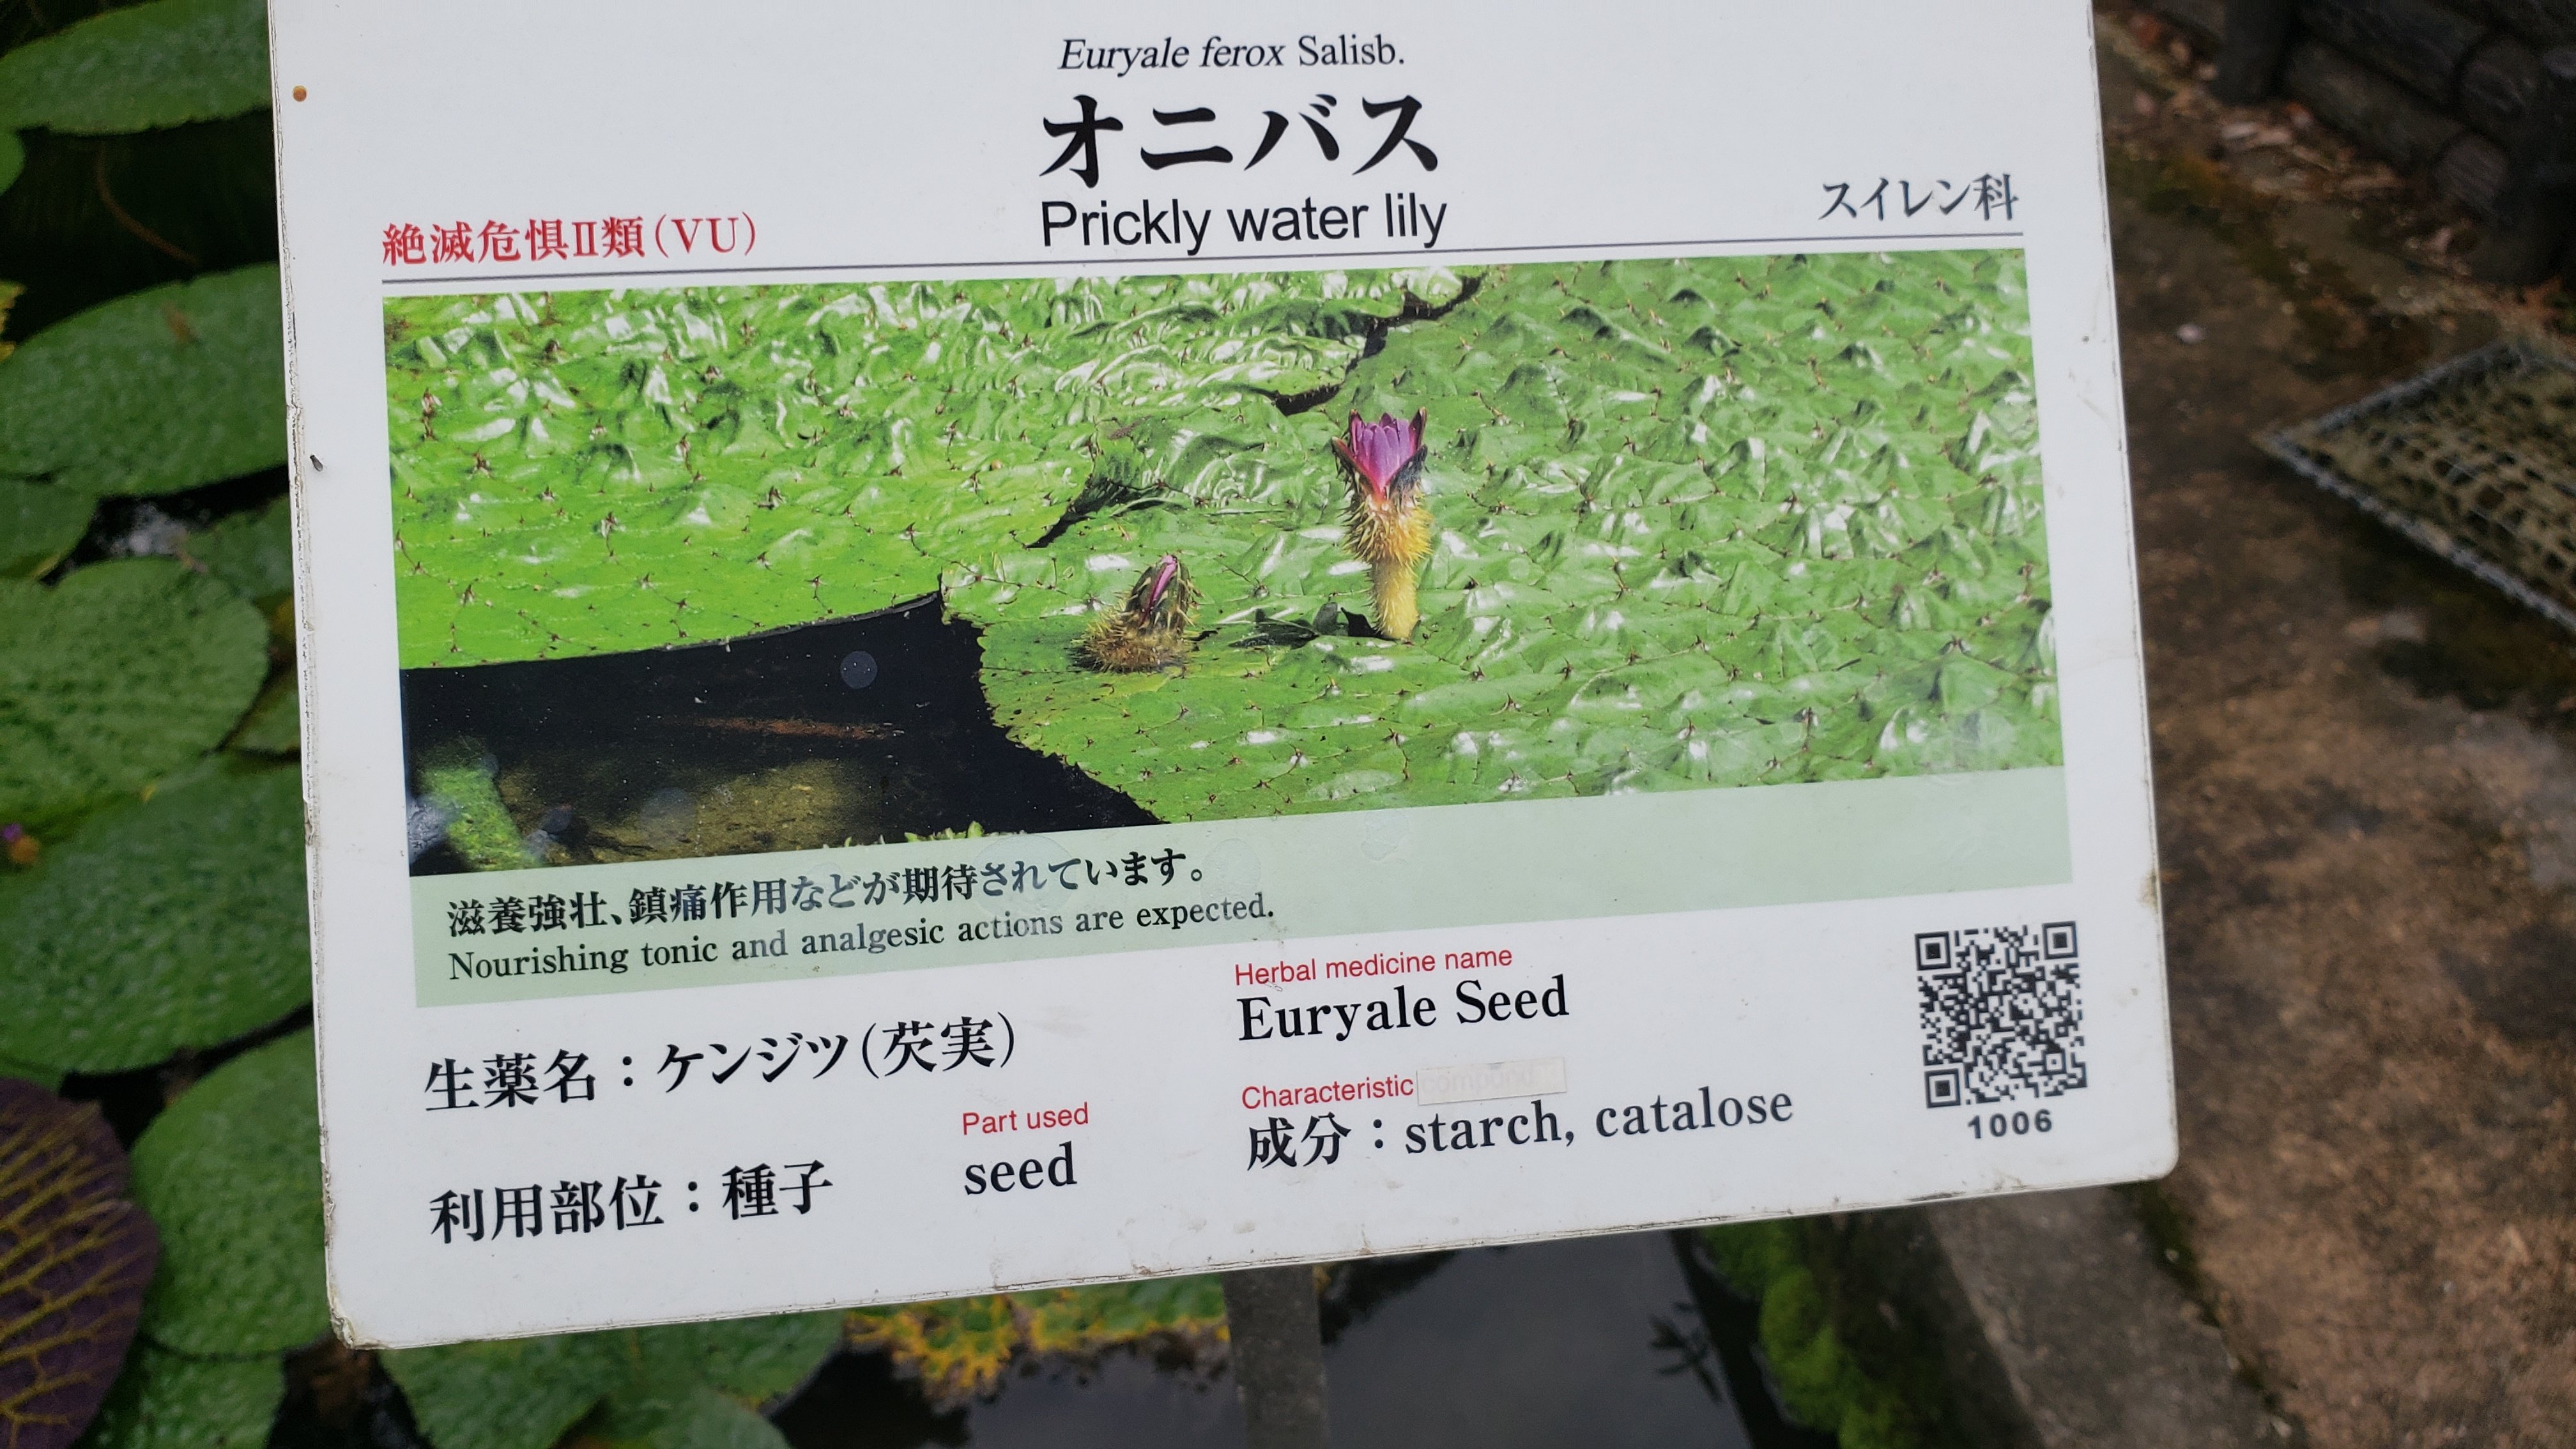 Euryale ferox Salisb.
オニバス
Prickly water lily
絶滅危惧II類(VU)
スイレン科
滋養強壮、鎮痛作用などが期待されています。
Nourishing tonic and analgesic actions are expected.
生薬名：ケンジツ(芡実)
Herbal medicine name
Euryale Seed
利用部位：種子
Part used
seed
Characteristic
成分：starch, catalose
1006